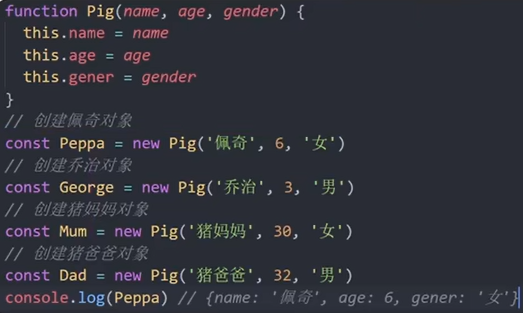 function Pig(name, age, gender) {
this.name = name
this.age = age
this.gener = gender
}
// 创建佩奇对象
const Peppa = new Pig('佩奇', 6, '女')
// 创建乔治对象
const George = new Pig('乔治', 3, '男')
// 创建猪妈妈对象
const Mum = new Pig('猪妈妈', 30, '女')
// 创建猪爸爸对象
const Dad = new Pig('猪爸爸', 32, '男')
console.log(Peppa) // {name: '佩奇', age: 6, gener: '女'}